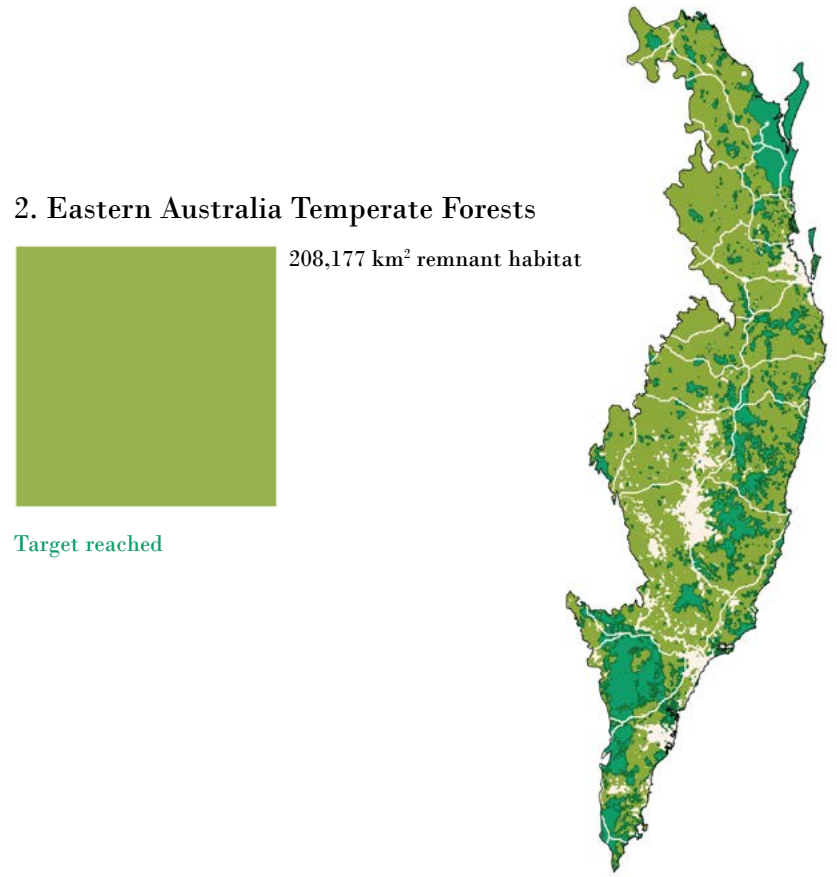 2. Eastern Australia Temperate Forests
208,177 km² remnant habitat
Target reached